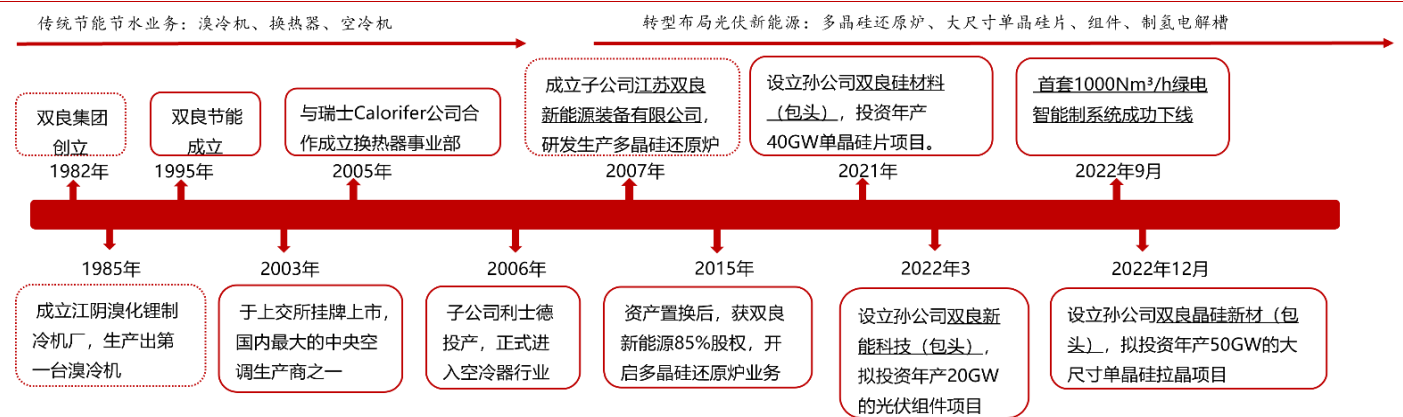 传统节能节水业务：溴冷机、换热器、空冷机
转型布局光伏新能源：多晶硅还原炉、大尺寸单晶硅片、组件、制氢电解槽
双良集团
创立
1982年
双良节能
成立
1995年
与瑞士Calorifer公司合
作成立换热器事业部
2005年
成立子公司江苏双良
新能源装备有限公司，
研发生产多晶硅还原炉
2007年
设立孙公司双良硅材料
（包头），投资年产
40GW单晶硅片项目。
2021年
首套1000Nm³/h绿电
智能制系统成功下线
2022年9月
1985年
成立江阴溴化锂制
冷机厂，生产出第
一台溴冷机
2003年
于上交所挂牌上市，
国内最大的中央空
调生产商之一
2006年
子公司利士德
投产，正式进
入空冷器行业
2015年
资产置换后，获双良
新能源85%股权，开
启多晶硅还原炉业务
2022年3
设立孙公司双良新
能科技（包头），
拟投资年产20GW
的光伏组件项目
2022年12月
设立孙公司双良晶硅新材（包
头），拟投资年产50GW的大
尺寸单晶硅拉晶项目